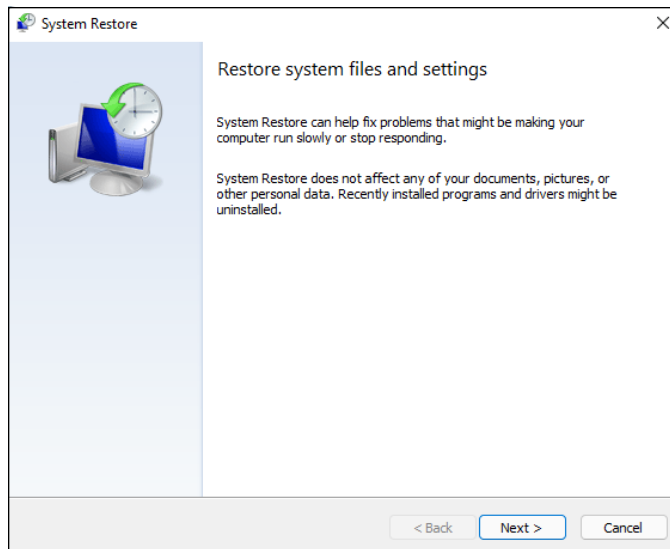 System Restore
Restore system files and settings
System Restore can help fix problems that might be making your
computer run slowly or stop responding.
System Restore does not affect any of your documents, pictures, or
other personal data. Recently installed programs and drivers might be
uninstalled.
< Back Next > Cancel